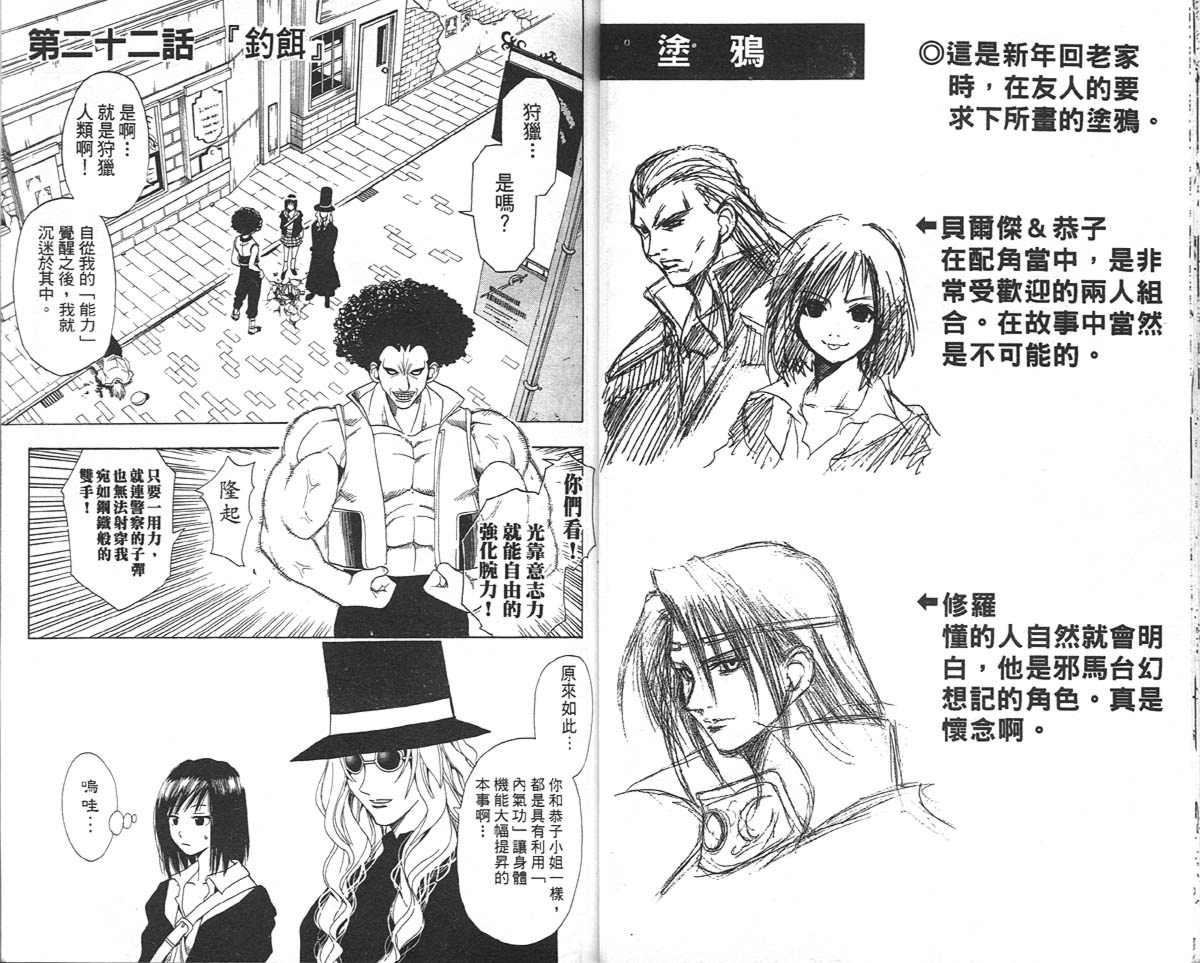 塗鴉
◎這是新年回老家
時，在友人的要
求下所畫的塗鴉。
←貝爾傑＆恭子
在配角當中，是非
常受歡迎的兩人組
合。在故事中當然
是不可能的。
←修羅
懂的人自然就會明
白，他是邪馬台幻
想記的角色。真是
懷念啊。
第二十二話 『釣餌』
狩獵…
是嗎？
是啊…
就是狩獵
人類啊！
自從我的「能力」
覺醒之後，我就
沉迷於其中。
你們看！
光靠意志力
就能自由的
強化腕力！
隆起
只要一用力，
就連警察的子彈
也無法射穿我
宛如鋼鐵般的
雙手！
原來如此…
你和恭子小姐一樣，
都是具有利用「
內氣功」讓身體
機能大幅提昇的
本事啊…
嗚哇…